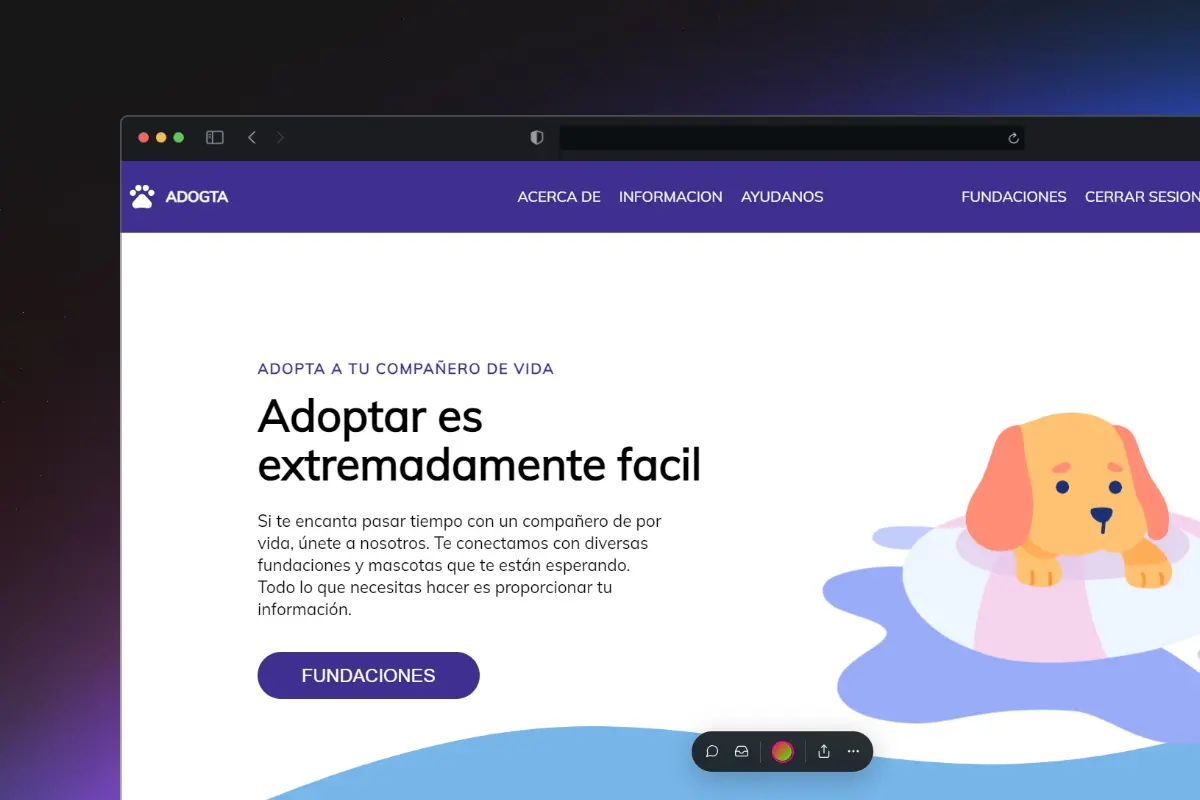 ADOGTA
ACERCA DE INFORMACION AYUDANOS
FUNDACIONES CERRAR SESION
ADOPTA A TU COMPAÑERO DE VIDA
Adoptar es
extremadamente facil
Si te encanta pasar tiempo con un compañero de por
vida, únete a nosotros. Te conectamos con diversas
fundaciones y mascotas que te están esperando.
Todo lo que necesitas hacer es proporcionar tu
información.
FUNDACIONES